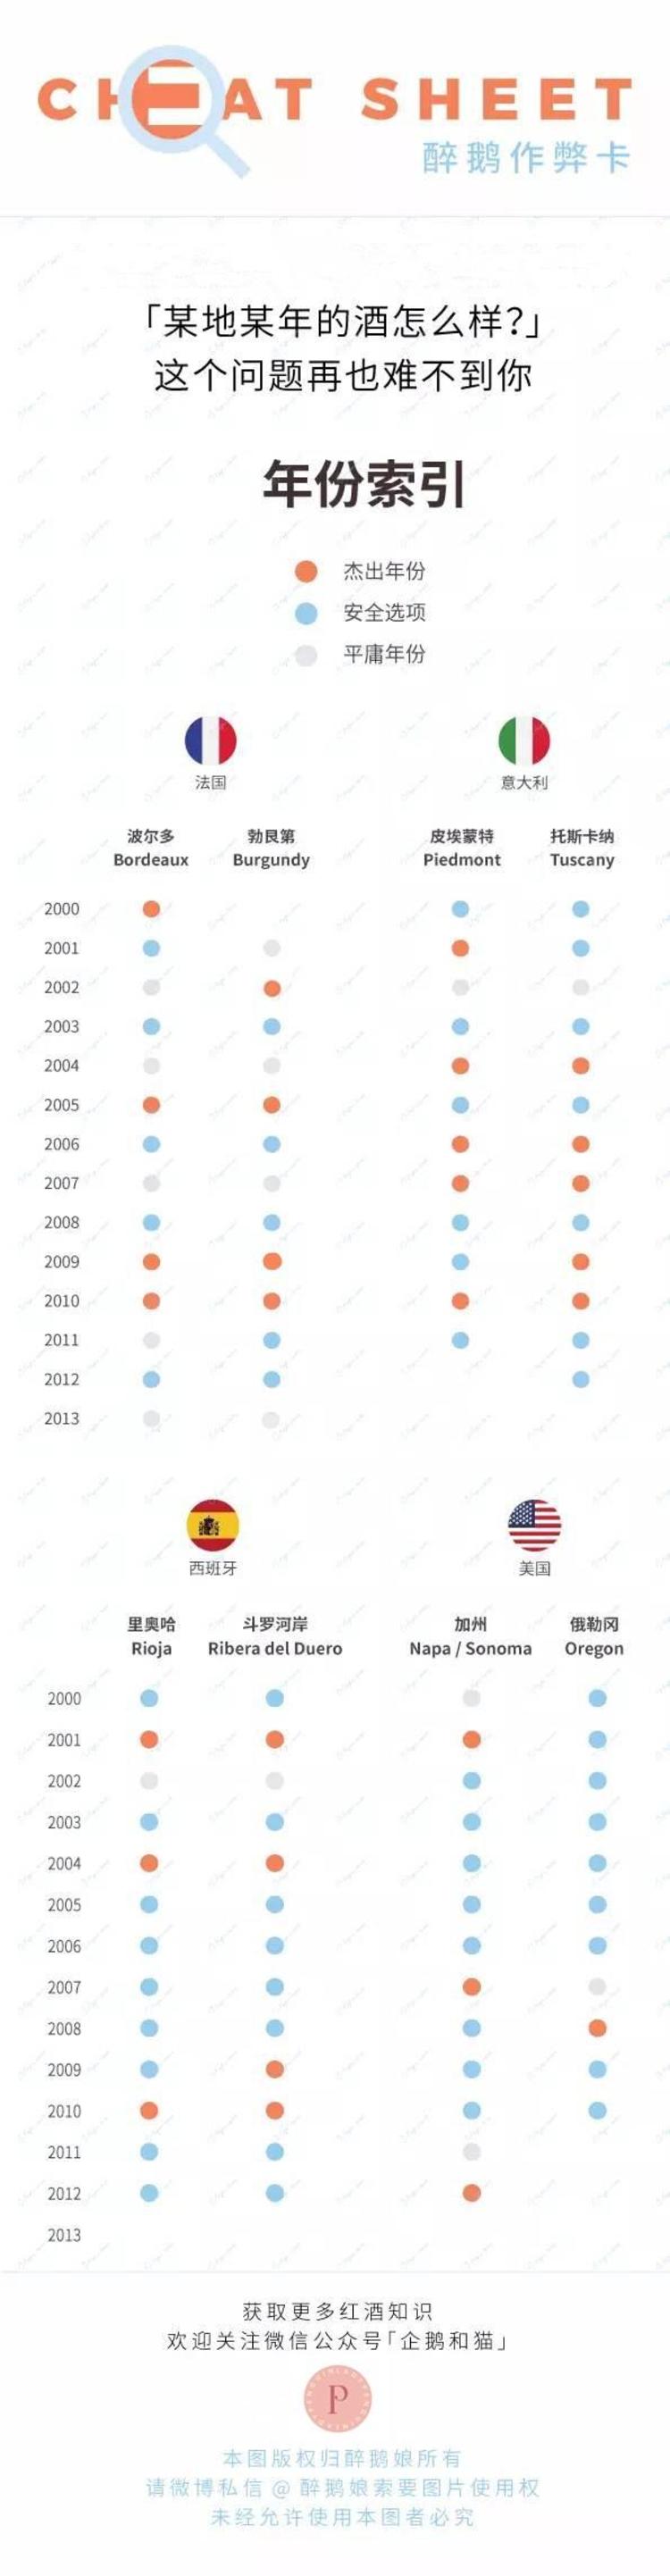 CHEAT SHEET
醉鹅作弊卡
「某地某年的酒怎么样?」
这个问题再也难不到你
年份索引
杰出年份
安全选项
平庸年份
法国 意大利
波尔多 勃艮第 皮埃蒙特 托斯卡纳
Bordeaux Burgundy Piedmont Tuscany
2000
2001
2002
2003
2004
2005
2006
2007
2008
2009
2010
2011
2012
2013
西班牙 美国
里奥哈 斗罗河岸 加州 俄勒冈
Rioja Ribera del Duero Napa / Sonoma Oregon
2000
2001
2002
2003
2004
2005
2006
2007
2008
2009
2010
2011
2012
2013
获取更多红酒知识
欢迎关注微信公众号「企鹅和猫」
P
本图版权归醉鹅娘所有
请微博私信 @ 醉鹅娘索要图片使用权
未经允许使用本图者必究